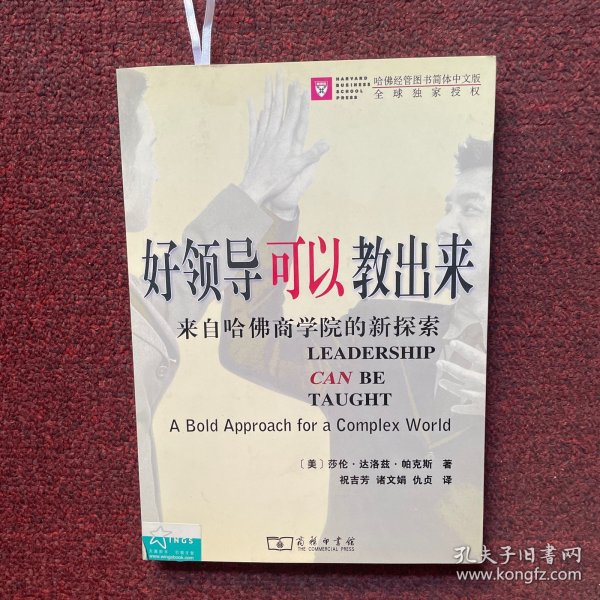 HARVARD
BUSINESS
SCHOOL
PRESS
哈佛经管图书简体中文版
全球独家授权
好领导可以教出来
来自哈佛商学院的新探索
LEADERSHIP
CAN BE
TAUGHT
A Bold Approach for a Complex World
〔美〕莎伦·达洛兹·帕克斯 著
祝吉芳 诸文娟 仇贞 译
商务印书馆
THE COMMERCIAL PRESS
WINGS
www.wingsbook.com
孔夫子旧书网
www.kongfz.com